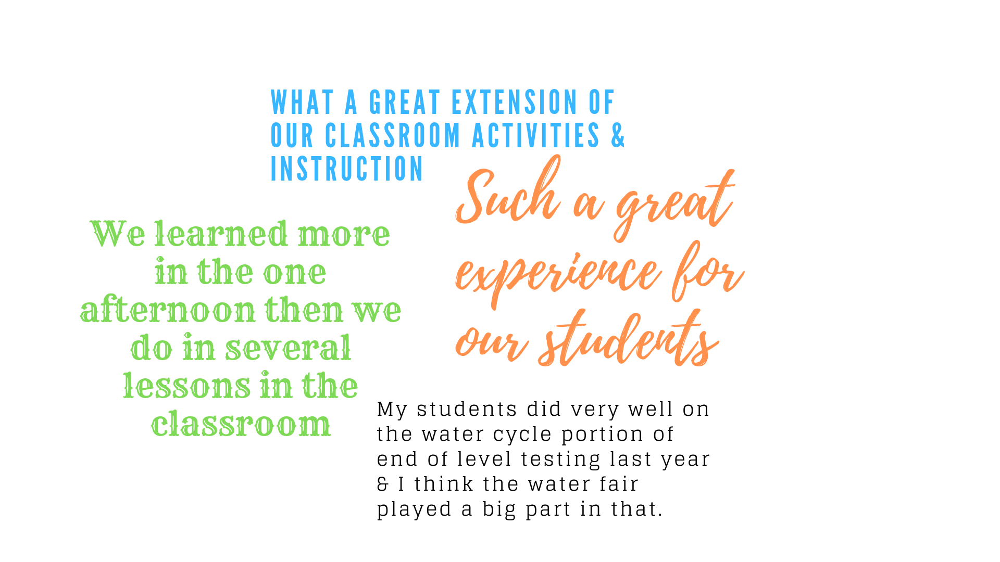 WHAT A GREAT EXTENSION OF
OUR CLASSROOM ACTIVITIES &
INSTRUCTION
Such a great
experience for
our students
We learned more
in the one
afternoon then we
do in several
lessons in the
classroom
My students did very well on
the water cycle portion of
end of level testing last year
& I think the water fair
played a big part in that.